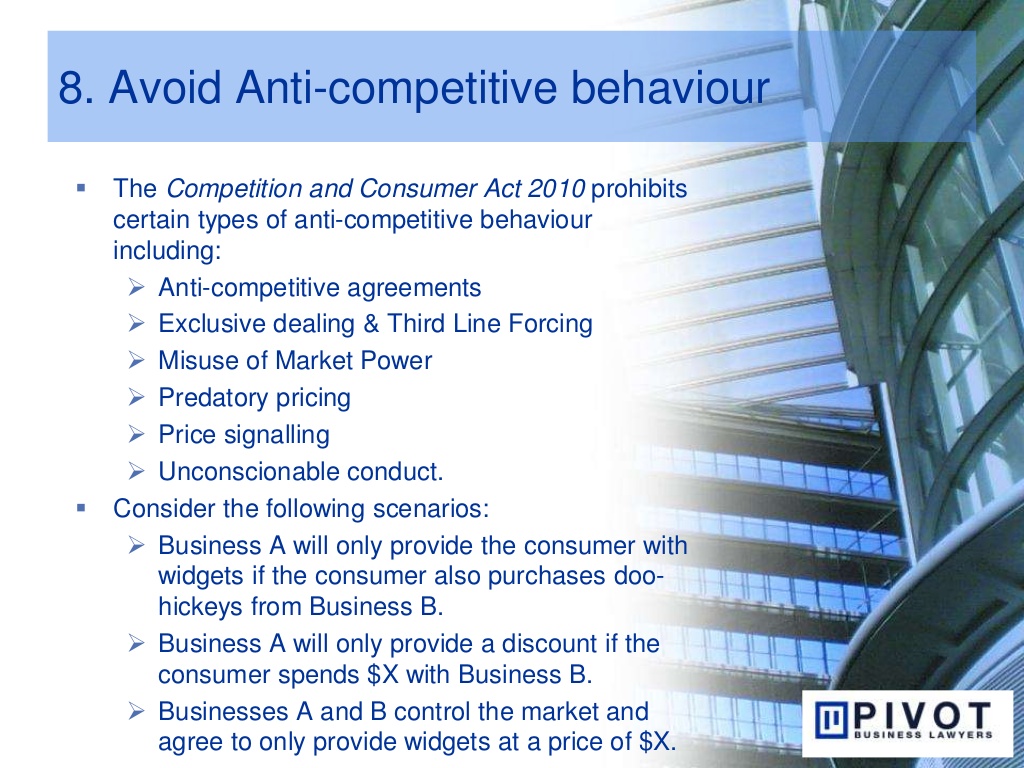 8. Avoid Anti-competitive behaviour
▪ The Competition and Consumer Act 2010 prohibits
certain types of anti-competitive behaviour
including:
➢ Anti-competitive agreements
➢ Exclusive dealing & Third Line Forcing
➢ Misuse of Market Power
➢ Predatory pricing
➢ Price signalling
➢ Unconscionable conduct.
▪ Consider the following scenarios:
➢ Business A will only provide the consumer with
widgets if the consumer also purchases doo-
hickeys from Business B.
➢ Business A will only provide a discount if the
consumer spends $X with Business B.
➢ Businesses A and B control the market and
agree to only provide widgets at a price of $X.
PIVOT
BUSINESS LAWYERS